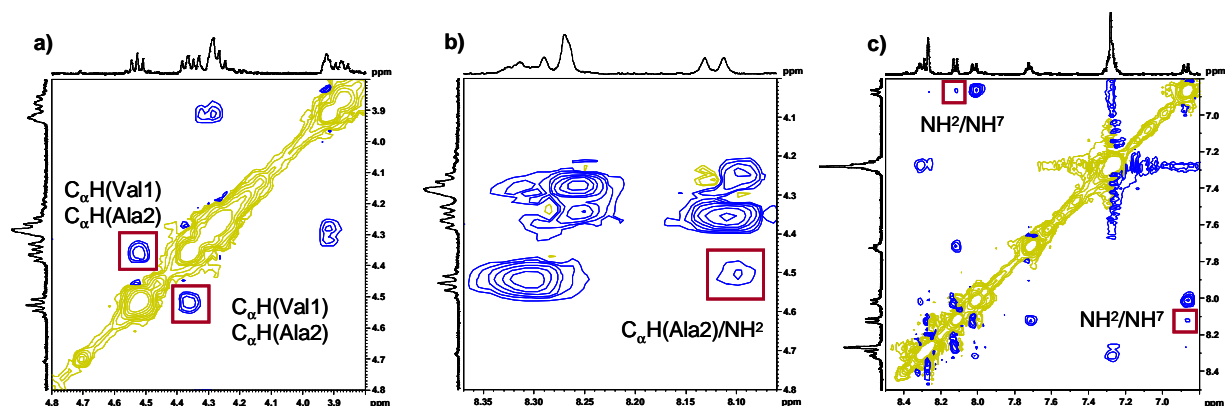 a)
ppm
3.9
4.0
4.1
4.2
4.3
4.4
4.5
4.6
4.7
4.8
ppm
4.8 4.7 4.6 4.5 4.4 4.3 4.2 4.1 4.0 3.9
CαH(Val1)
CαH(Ala2)
CαH(Val1)
CαH(Ala2)
b)
ppm
4.1
4.2
4.3
4.4
4.5
4.6
4.7
4.8
ppm
8.35 8.30 8.25 8.20 8.15 8.10
CαH(Ala2)/NH²
c)
ppm
7.0
7.2
7.4
7.6
7.8
8.0
8.2
8.4
ppm
8.4 8.2 8.0 7.8 7.6 7.4 7.2 7.0
NH²/NH⁷
NH²/NH⁷